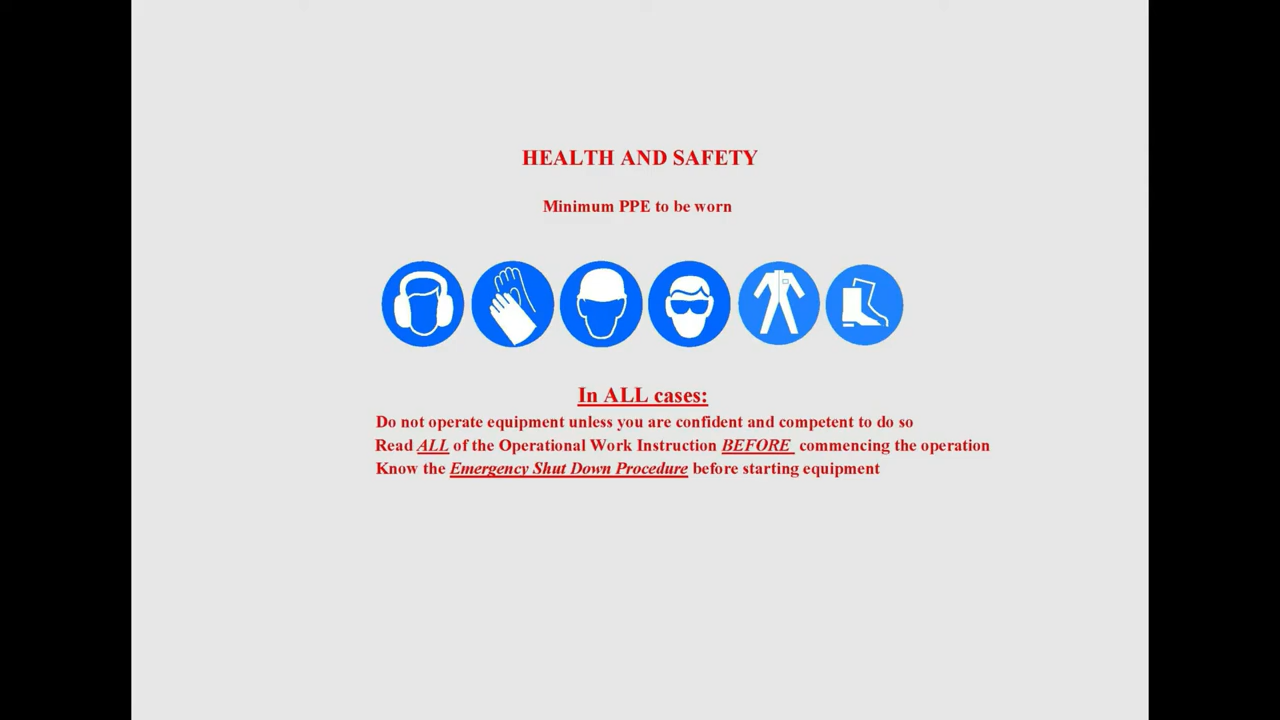 HEALTH AND SAFETY
Minimum PPE to be worn
In ALL cases:
Do not operate equipment unless you are confident and competent to do so
Read ALL of the Operational Work Instruction BEFORE commencing the operation
Know the Emergency Shut Down Procedure before starting equipment